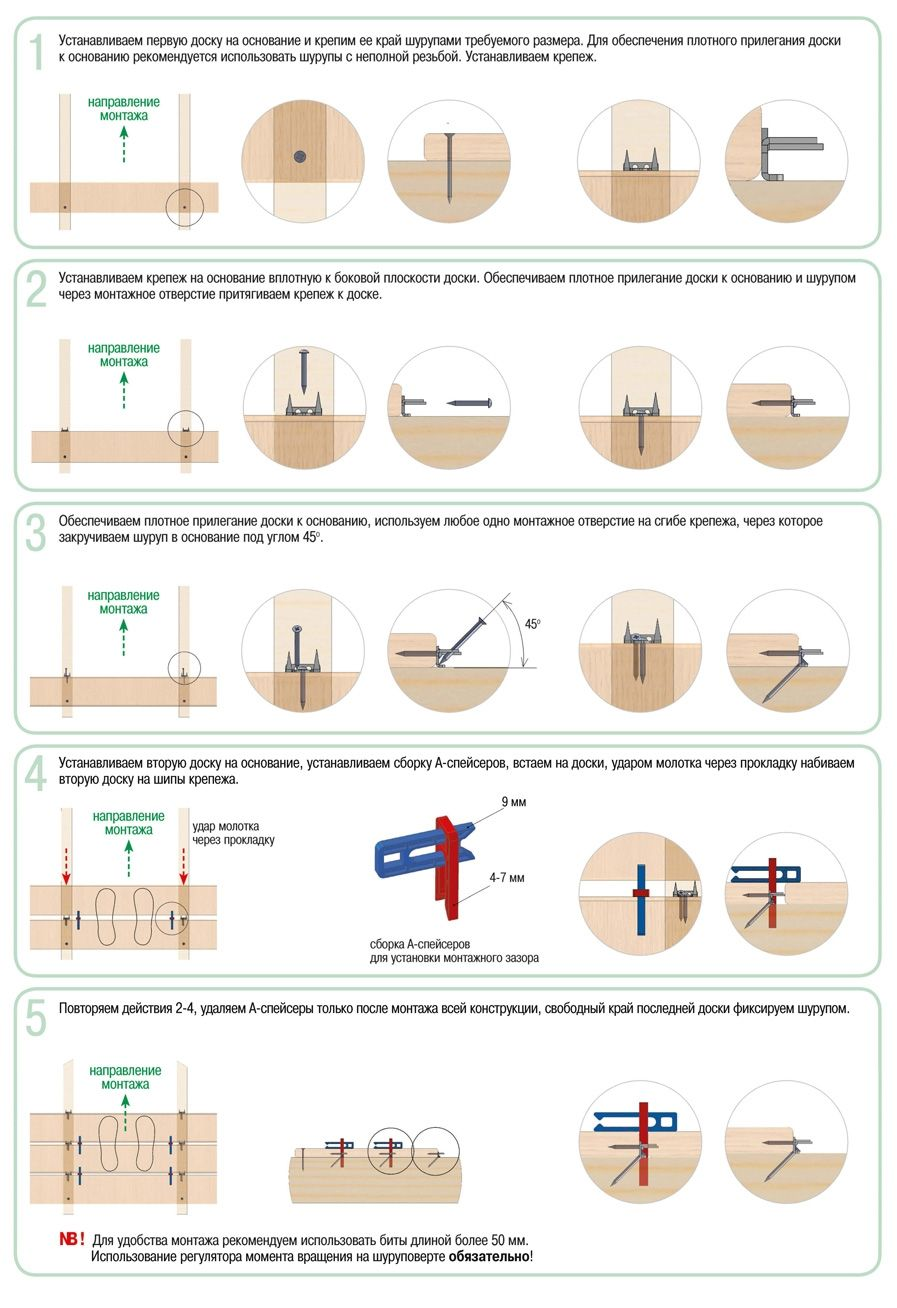 1
Устанавливаем первую доску на основание и крепим ее край шурупами требуемого размера. Для обеспечения плотного прилегания доски
к основанию рекомендуется использовать шурупы с неполной резьбой. Устанавливаем крепеж.
направление
монтажа
2
Устанавливаем крепеж на основание вплотную к боковой плоскости доски. Обеспечиваем плотное прилегание доски к основанию и шурупом
через монтажное отверстие притягиваем крепеж к доске.
направление
монтажа
3
Обеспечиваем плотное прилегание доски к основанию, используем любое одно монтажное отверстие на сгибе крепежа, через которое
закручиваем шуруп в основание под углом 45⁰.
направление
монтажа
45⁰
4
Устанавливаем вторую доску на основание, устанавливаем сборку А-спейсеров, встаем на доски, ударом молотка через прокладку набиваем
вторую доску на шипы крепежа.
направление
монтажа
удар молотка
через прокладку
9 мм
4-7 мм
сборка А-спейсеров
для установки монтажного зазора
5
Повторяем действия 2-4, удаляем А-спейсеры только после монтажа всей конструкции, свободный край последней доски фиксируем шурупом.
направление
монтажа
NB! Для удобства монтажа рекомендуем использовать биты длиной более 50 мм.
Использование регулятора момента вращения на шуруповерте обязательно!